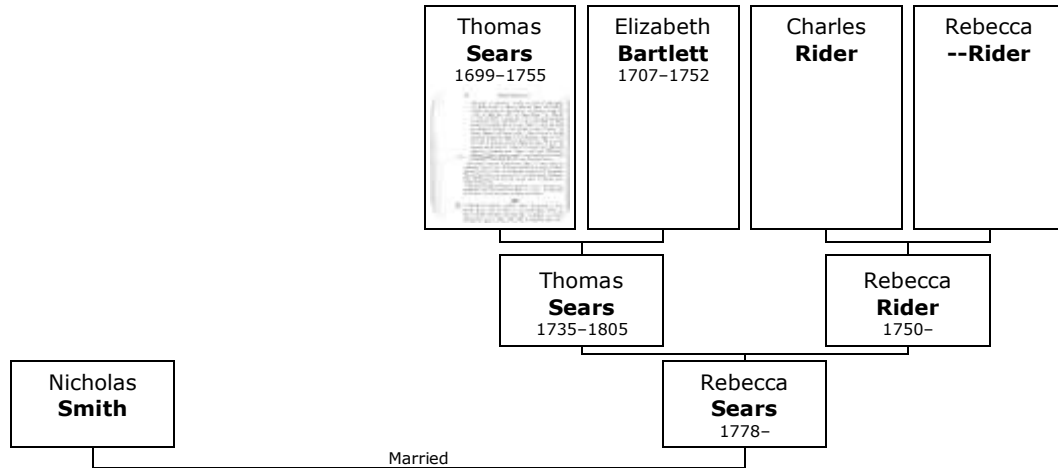 Thomas
Sears
1699–1755
Elizabeth
Bartlett
1707–1752
Charles
Rider
Rebecca
--Rider
Thomas
Sears
1735–1805
Rebecca
Rider
1750–
Nicholas
Smith
Rebecca
Sears
1778–
Married